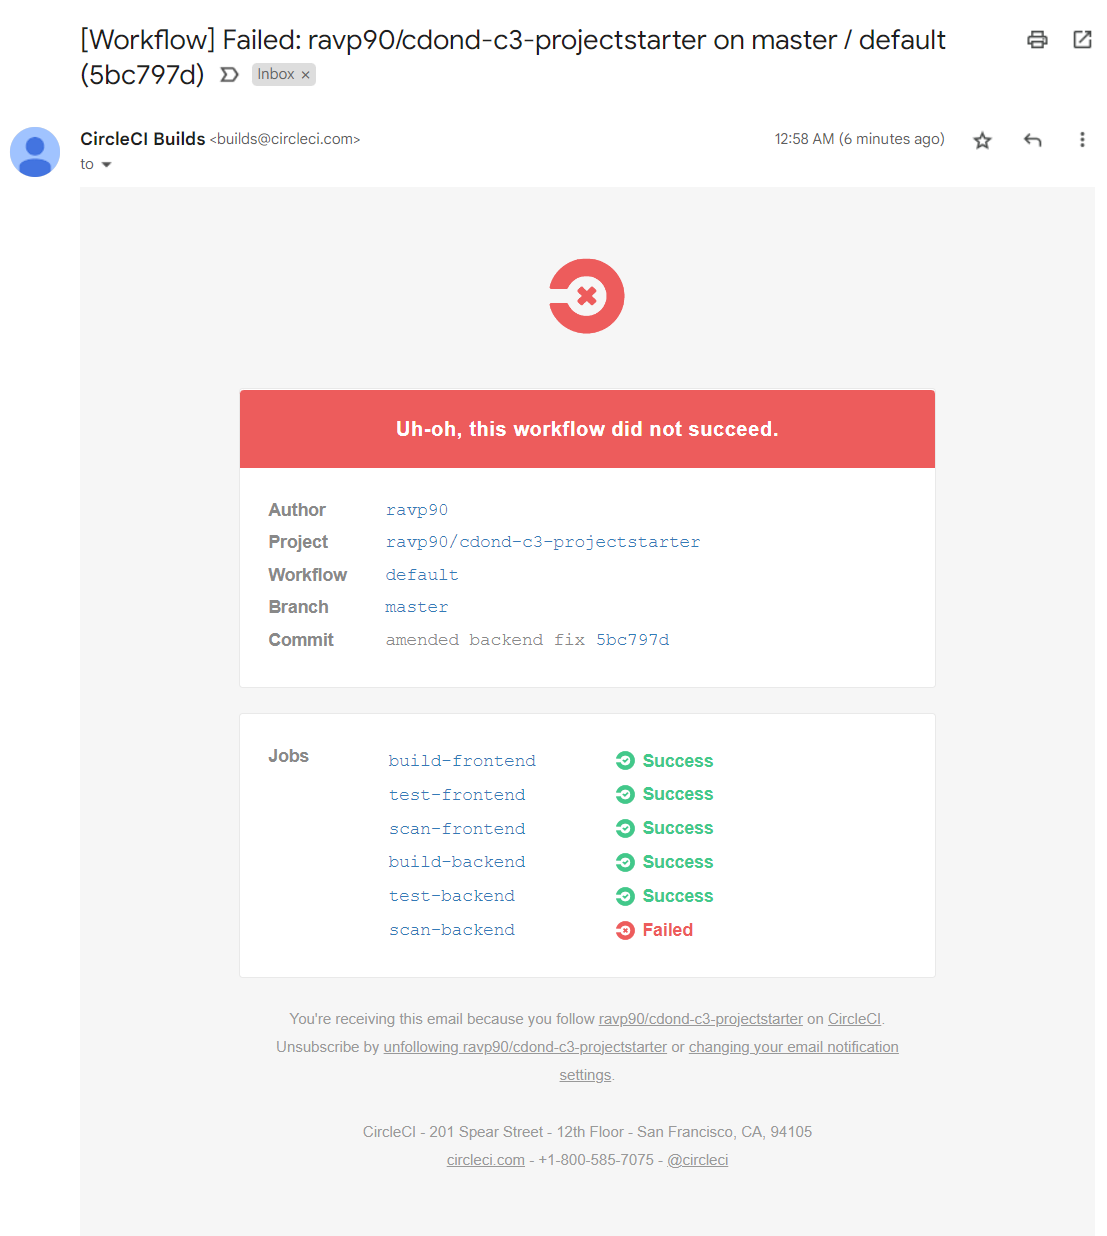 [Workflow] Failed: ravp90/cdond-c3-projectstarter on master / default
(5bc797d) Inbox ×
CircleCI Builds <builds@circleci.com>
12:58 AM (6 minutes ago)
to
Uh-oh, this workflow did not succeed.
Author ravp90
Project ravp90/cdond-c3-projectstarter
Workflow default
Branch master
Commit amended backend fix 5bc797d
Jobs
build-frontend Success
test-frontend Success
scan-frontend Success
build-backend Success
test-backend Success
scan-backend Failed
You're receiving this email because you follow ravp90/cdond-c3-projectstarter on CircleCI.
Unsubscribe by unfollowing ravp90/cdond-c3-projectstarter or changing your email notification
settings.
CircleCI - 201 Spear Street - 12th Floor - San Francisco, CA, 94105
circleci.com - +1-800-585-7075 - @circleci